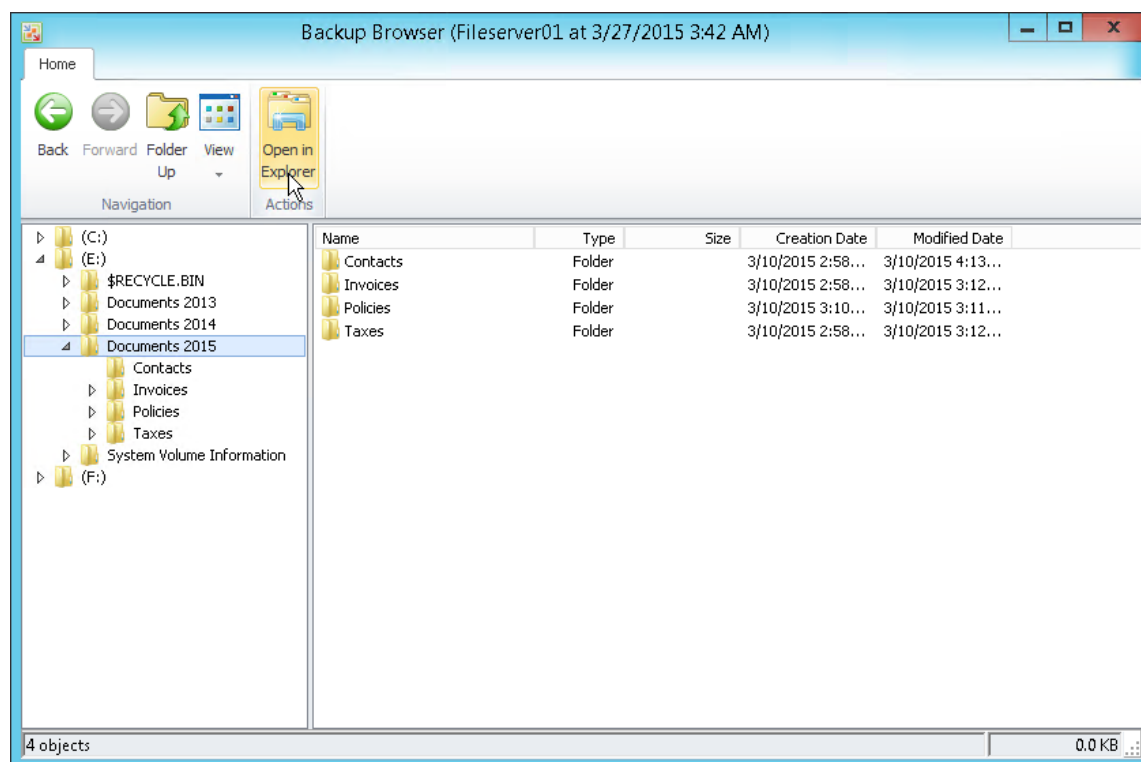 Backup Browser (Fileserver01 at 3/27/2015 3:42 AM)
Home
Back Forward Folder Up View Open in Explorer
Navigation Actions
(C:)
(E:)
$RECYCLE.BIN
Documents 2013
Documents 2014
Documents 2015
Contacts
Invoices
Policies
Taxes
System Volume Information
(F:)
Name Type Size Creation Date Modified Date
Contacts Folder 3/10/2015 2:58... 3/10/2015 4:13...
Invoices Folder 3/10/2015 2:58... 3/10/2015 3:12...
Policies Folder 3/10/2015 3:10... 3/10/2015 3:11...
Taxes Folder 3/10/2015 2:58... 3/10/2015 3:12...
4 objects 0.0 KB